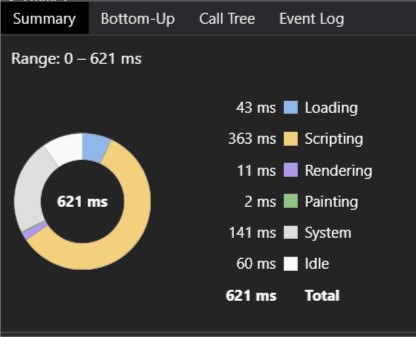 Summary Bottom-Up Call Tree Event Log
Range: 0 – 621 ms
43 ms Loading
363 ms Scripting
11 ms Rendering
621 ms
2 ms Painting
141 ms System
60 ms Idle
621 ms Total